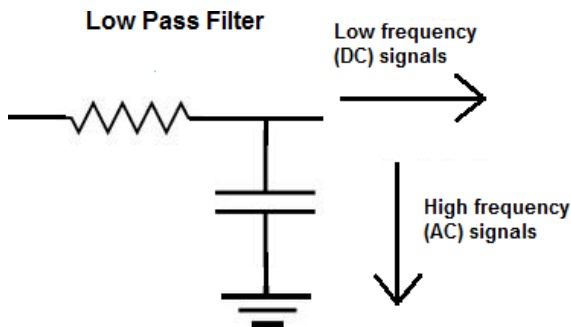 Low Pass Filter
Low frequency
(DC) signals
High frequency
(AC) signals